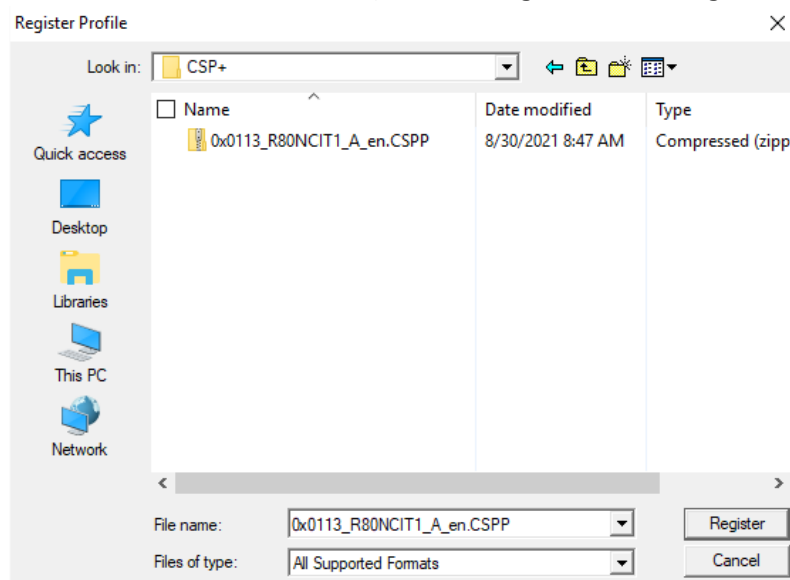 Register Profile
Look in: CSP+
Name Date modified Type
0x0113_R80NCIT1_A_en.CSPP 8/30/2021 8:47 AM Compressed (zipp
Quick access
Desktop
Libraries
This PC
Network
File name: 0x0113_R80NCIT1_A_en.CSPP Register
Files of type: All Supported Formats Cancel